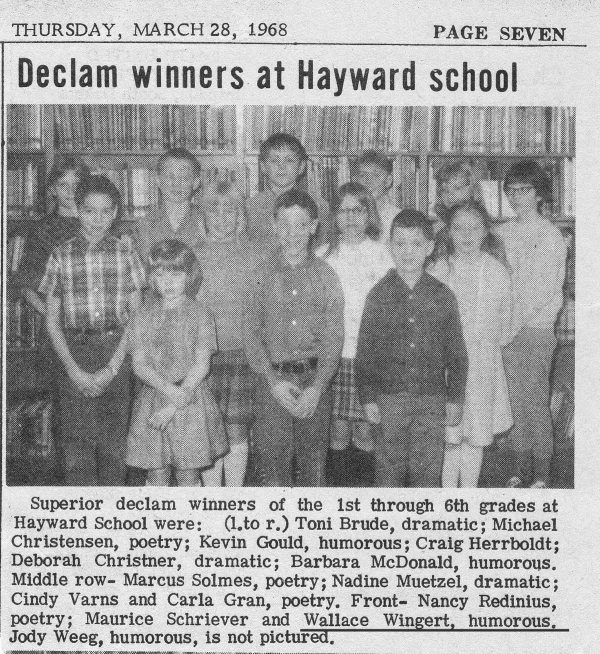 THURSDAY, MARCH 28, 1968 PAGE SEVEN
Declam winners at Hayward school
Superior declam winners of the 1st through 6th grades at
Hayward School were: (l.to r.) Toni Brude, dramatic; Michael
Christensen, poetry; Kevin Gould, humorous; Craig Herrboldt;
Deborah Christner, dramatic; Barbara McDonald, humorous.
Middle row- Marcus Solmes, poetry; Nadine Muetzel, dramatic;
Cindy Varns and Carla Gran, poetry. Front- Nancy Redinius,
poetry; Maurice Schriever and Wallace Wingert, humorous.
Jody Weeg, humorous, is not pictured.